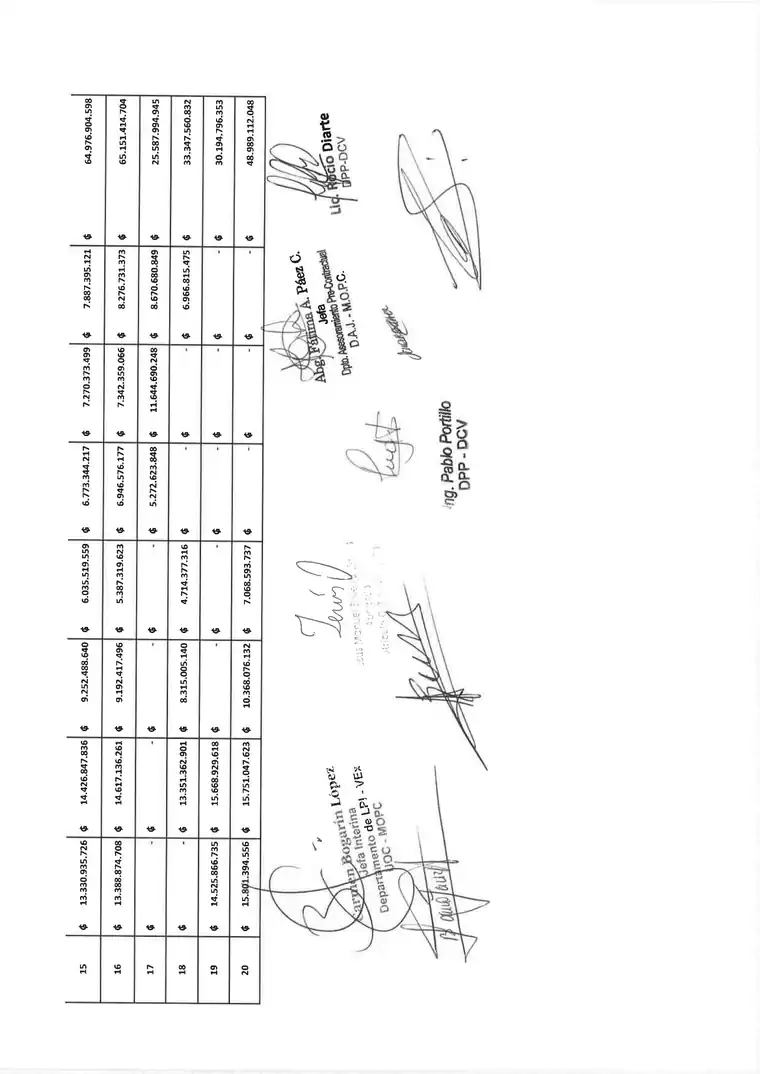 15 ₲ 13.330.935.726 ₲ 14.426.847.836 ₲ 9.252.488.640 ₲ 6.035.519.559 ₲ 6.773.344.217 ₲ 7.270.373.499 ₲ 7.887.395.121 ₲ 64.976.904.598
16 ₲ 13.388.874.708 ₲ 14.617.136.261 ₲ 9.192.417.496 ₲ 5.387.319.623 ₲ 6.946.576.177 ₲ 7.342.359.066 ₲ 8.276.731.373 ₲ 65.151.414.704
17 ₲ - ₲ - ₲ - ₲ - ₲ 5.272.623.848 ₲ 11.644.690.248 ₲ 8.670.680.849 ₲ 25.587.994.945
18 ₲ - ₲ 13.351.362.901 ₲ 8.315.005.140 ₲ 4.714.377.316 ₲ - ₲ - ₲ 6.966.815.475 ₲ 33.347.560.832
19 ₲ 14.525.866.735 ₲ 15.668.929.618 ₲ - ₲ - ₲ - ₲ - ₲ - ₲ 30.194.796.353
20 ₲ 15.801.394.556 ₲ 15.751.047.623 ₲ 10.368.076.132 ₲ 7.068.593.737 ₲ - ₲ - ₲ - ₲ 48.989.112.048
Carmen Bogarín López
Jefa Interina
Departamento de LPI - VEx
UOC - MOPC
Abg. Fátima A. Páez C.
Jefa
Dpto. Asesoramiento Pre-Contractual
D.A.J. - M.O.P.C.
Lic. Rocio Diarte
DPP-DCV
Ing. Pablo Portillo
DPP - DCV